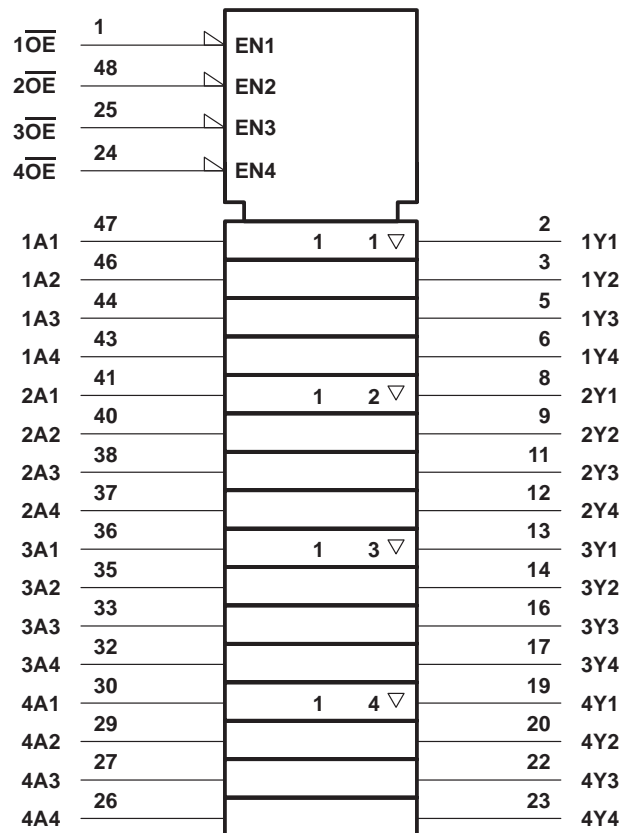 1O̅E̅ 1 EN1
2O̅E̅ 48 EN2
3O̅E̅ 25 EN3
4O̅E̅ 24 EN4
1A1 47 1 1 ▽ 2 1Y1
1A2 46 3 1Y2
1A3 44 5 1Y3
1A4 43 6 1Y4
2A1 41 1 2 ▽ 8 2Y1
2A2 40 9 2Y2
2A3 38 11 2Y3
2A4 37 12 2Y4
3A1 36 1 3 ▽ 13 3Y1
3A2 35 14 3Y2
3A3 33 16 3Y3
3A4 32 17 3Y4
4A1 30 1 4 ▽ 19 4Y1
4A2 29 20 4Y2
4A3 27 22 4Y3
4A4 26 23 4Y4